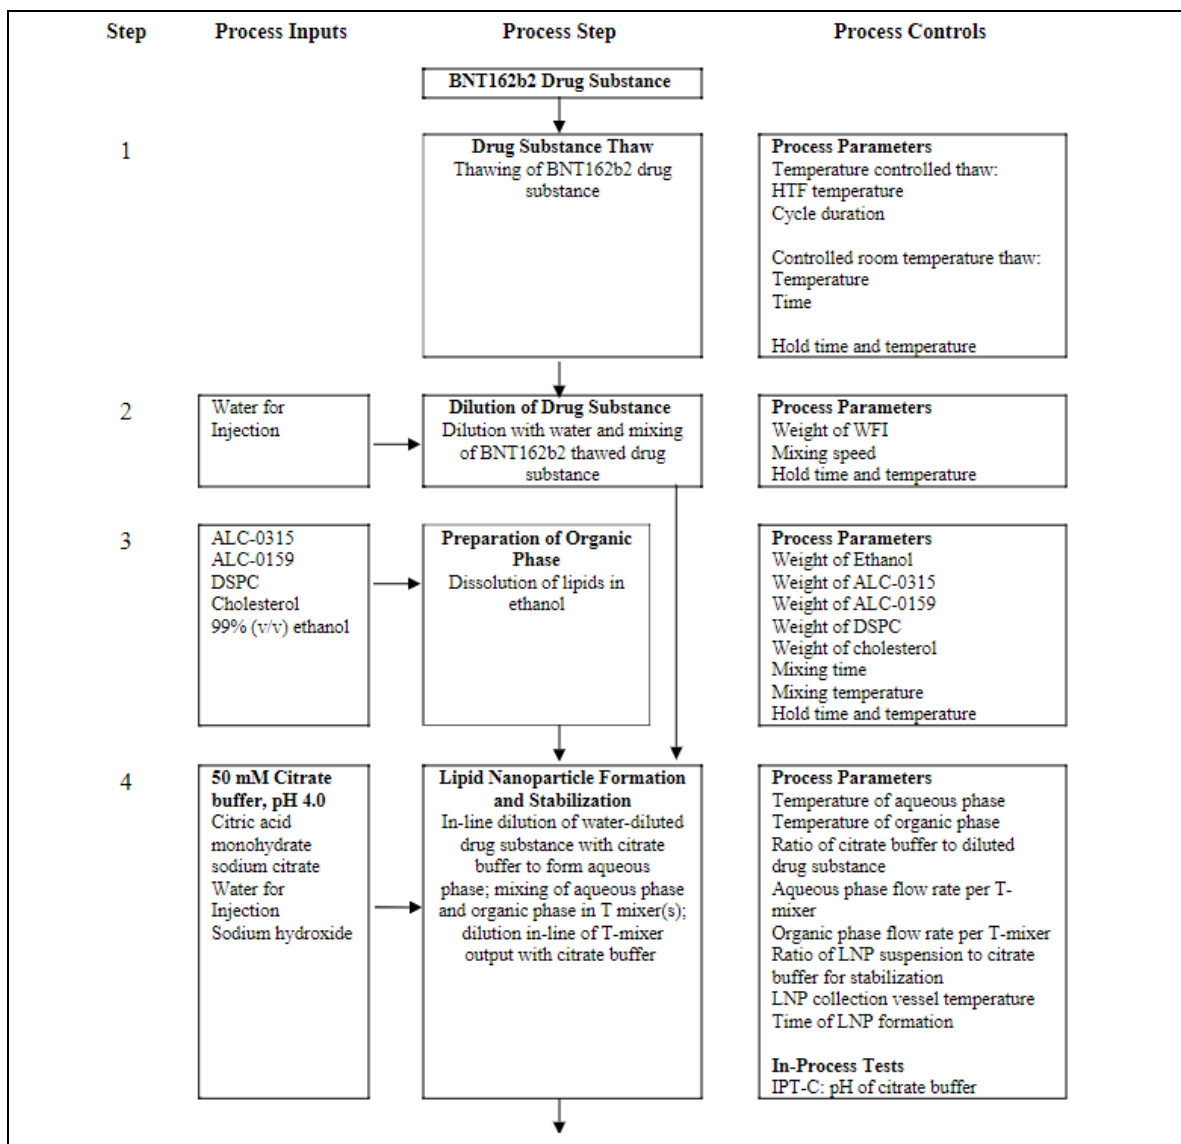 Step Process Inputs Process Step Process Controls
BNT162b2 Drug Substance
1
Drug Substance Thaw
Thawing of BNT162b2 drug
substance
Process Parameters
Temperature controlled thaw:
HTF temperature
Cycle duration
Controlled room temperature thaw:
Temperature
Time
Hold time and temperature
2
Water for
Injection
Dilution of Drug Substance
Dilution with water and mixing
of BNT162b2 thawed drug
substance
Process Parameters
Weight of WFI
Mixing speed
Hold time and temperature
3
ALC-0315
ALC-0159
DSPC
Cholesterol
99% (v/v) ethanol
Preparation of Organic
Phase
Dissolution of lipids in
ethanol
Process Parameters
Weight of Ethanol
Weight of ALC-0315
Weight of ALC-0159
Weight of DSPC
Weight of cholesterol
Mixing time
Mixing temperature
Hold time and temperature
4
50 mM Citrate
buffer, pH 4.0
Citric acid
monohydrate
sodium citrate
Water for
Injection
Sodium hydroxide
Lipid Nanoparticle Formation
and Stabilization
In-line dilution of water-diluted
drug substance with citrate
buffer to form aqueous
phase; mixing of aqueous phase
and organic phase in T mixer(s);
dilution in-line of T-mixer
output with citrate buffer
Process Parameters
Temperature of aqueous phase
Temperature of organic phase
Ratio of citrate buffer to diluted
drug substance
Aqueous phase flow rate per T-
mixer
Organic phase flow rate per T-mixer
Ratio of LNP suspension to citrate
buffer for stabilization
LNP collection vessel temperature
Time of LNP formation
In-Process Tests
IPT-C: pH of citrate buffer